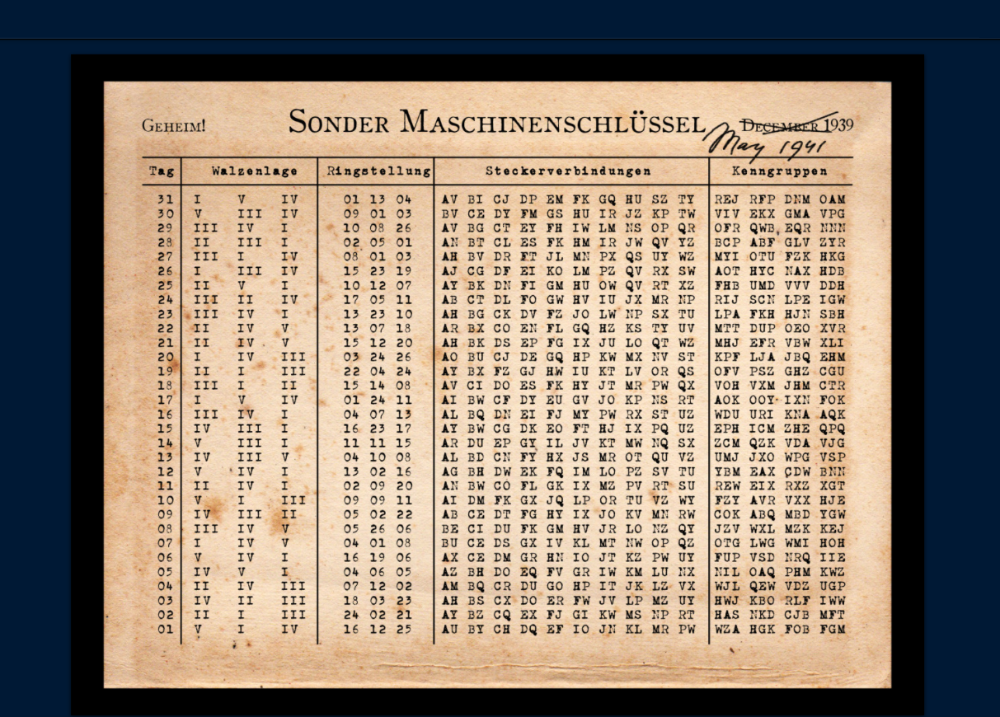 GEHEIM! SONDER MASCHINENSCHLÜSSEL DECEMBER 1939
May 1941
Tag Walzenlage Ringstellung Steckerverbindungen Kenngruppen
31 I V IV 01 13 04 AV BI CJ DP EM FK GQ HU SZ TY REJ RFP DNM OAM
30 V III IV 09 01 03 BV CE DY FM GS HU IR JZ KP TW VIV EKX GMA VPG
29 III IV I 10 08 26 AV BG CT EY FH IW LM NS OP QR OFR QWB EQR NNN
28 II III I 02 05 01 AN BT CL ES FK HM IR JW QV YZ BCP ABF GLV ZYR
27 III I IV 08 01 03 AH BV DR FT JL MN PX QS UY WZ MYI OTU FZK HKG
26 I III IV 15 23 19 AJ CG DF EI KO LM PZ QV RX SW AOT HYC NAX HDB
25 II V I 10 12 07 AY BK DN FI GM HU OW QV RT XZ FHB UMD VVV DDH
24 III II IV 17 05 11 AB CT DL FO GW HV IU JX MR NP RIJ SCN LPE IGW
23 III IV I 13 23 10 AH BG CK DV FZ JO LW NP SX TU LPA FKH HJN SBH
22 II IV V 13 07 18 AR BX CO EN FL GQ HZ KS TY UV MTT DUP OEO XVR
21 II IV V 15 12 20 AH BK DS EP FG IX JU LO QT WZ MHJ EFR VBW XLI
20 I IV III 03 24 26 AO BU CJ DE GQ HP KW MX NV ST KPF LJA JBQ EHM
19 II I III 22 04 24 AY BX FZ GJ HW IU KT LV OR QS OFV PSZ GHZ CGU
18 III I II 15 14 08 AV CI DO ES FK HY JT MR PW QX VOH VXM JHM CTR
17 I V IV 01 24 11 AI BW CF DY EU GV JO KP NS RT AOK OOY IXN FOK
16 III IV I 04 07 13 AL BQ DN EI FJ MY PW RX ST UZ WDU URI KNA AQK
15 IV III I 16 23 17 AY BW CG DK EO FT HJ IX PQ UZ EPH ICM ZHE QPQ
14 V III I 11 11 15 AR DU EP GY IL JV KT MW NQ SX ZCM QZK VDA VJG
13 IV III V 04 10 08 AL BD CN FY HX JS MR OT QU VZ UMJ JXO WPG VSP
12 V IV I 13 02 16 AG BH DW EK FQ IM LO PZ SV TU YBM EAX CDW BNN
11 II IV I 02 09 20 AN BW CO FL GK IX MZ PV RT SU REW EIX RXZ XGT
10 V I III 09 09 11 AI DM FK GX JQ LP OR TU VZ WY FZY AVR VXX HJE
09 IV III II 05 02 22 AB CE DT FG HY IX JO KV MN RW COK ABQ MBD YGW
08 III IV V 05 26 06 BE CI DU FK GM HV JR LO NZ QY JZV WXL MZK KEJ
07 I IV V 04 01 08 BU CE DS GX IV KL MT NW OP QZ OTG LWG WMI HOH
06 V IV I 16 19 06 AX CE DM GR HN IO JT KZ PW UY FUP VSD NRQ IIE
05 IV V I 04 06 05 AZ BH DO EQ FV GR IW KM LU NX NIL OAQ PHM KWZ
04 II IV III 07 12 02 AM BQ CR DU GO HP IT JK LZ VX WJL QEW VDZ UGP
03 IV II III 18 03 23 AH BS CX DO ER FW JV LP MZ UY HWJ KBO RLF IWW
02 II I III 24 02 21 AY BZ CQ EX FJ GI KW MS NP RT HAS NKD CJB MFT
01 V I IV 16 12 25 AU BY CH DQ EF IO JN KL MR PW WZA HGK FOB FGM